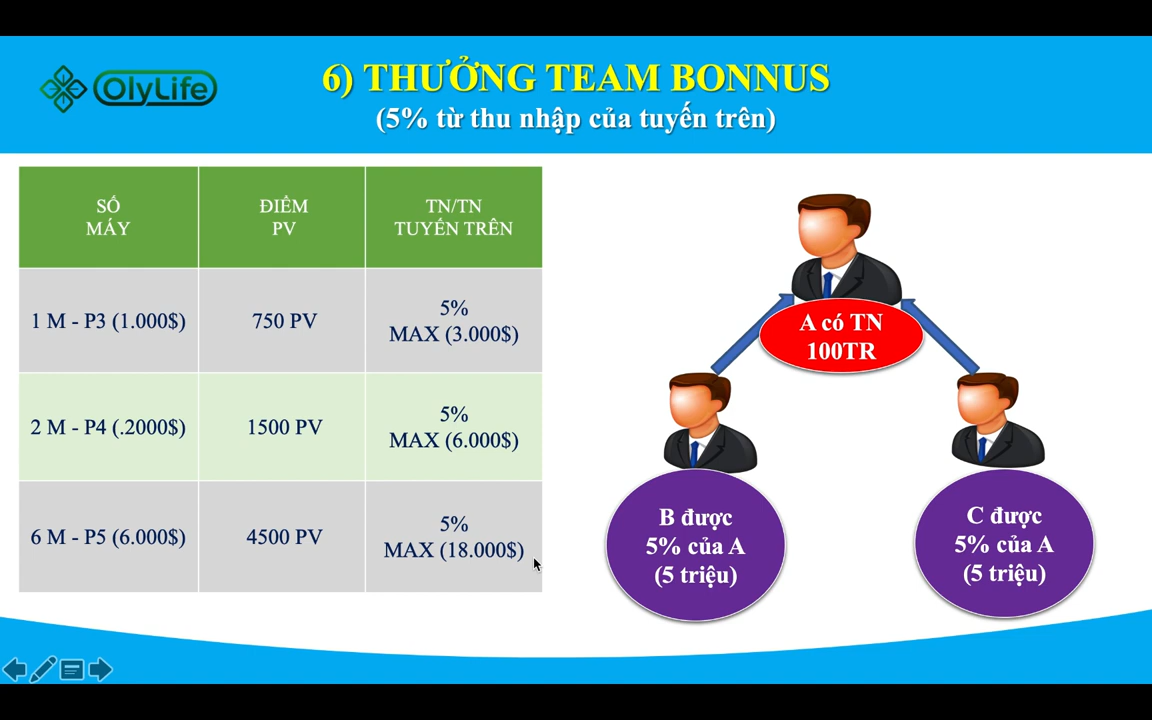 OlyLife
6) THƯỞNG TEAM BONNUS
(5% từ thu nhập của tuyến trên)
SỐ
MÁY
ĐIỂM
PV
TN/TN
TUYẾN TRÊN
1 M - P3 (1.000$)
750 PV
5%
MAX (3.000$)
2 M - P4 (.2000$)
1500 PV
5%
MAX (6.000$)
6 M - P5 (6.000$)
4500 PV
5%
MAX (18.000$)
A có TN
100TR
B được
5% của A
(5 triệu)
C được
5% của A
(5 triệu)